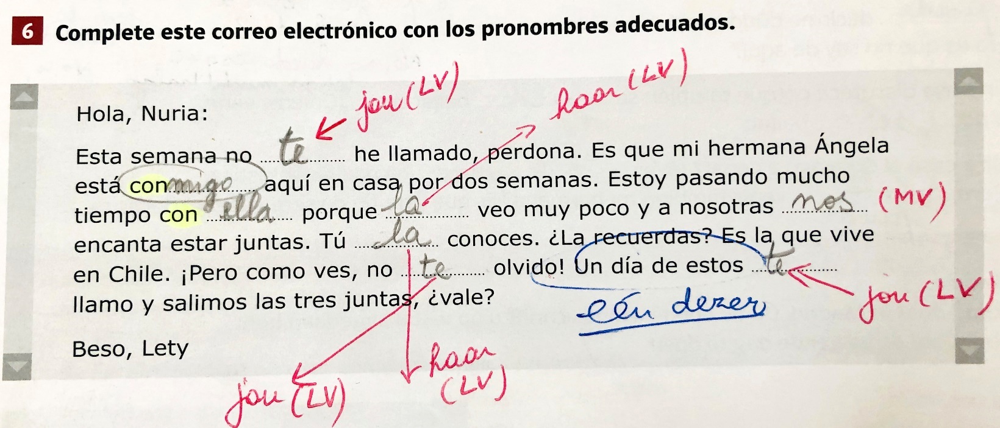 6 Complete este correo electrónico con los pronombres adecuados.
jou (LV)
haar (LV)
Hola, Nuria:
Esta semana no te he llamado, perdona. Es que mi hermana Ángela
está conmigo aquí en casa por dos semanas. Estoy pasando mucho
tiempo con ella porque la veo muy poco y a nosotras nos (MV)
encanta estar juntas. Tú la conoces. ¿La recuerdas? Es la que vive
en Chile. ¡Pero como ves, no te olvido! Un día de estos te
jou (LV)
llamo y salimos las tres juntas, ¿vale?
eén dezer
Beso, Lety
haar
(LV)
jou (LV)